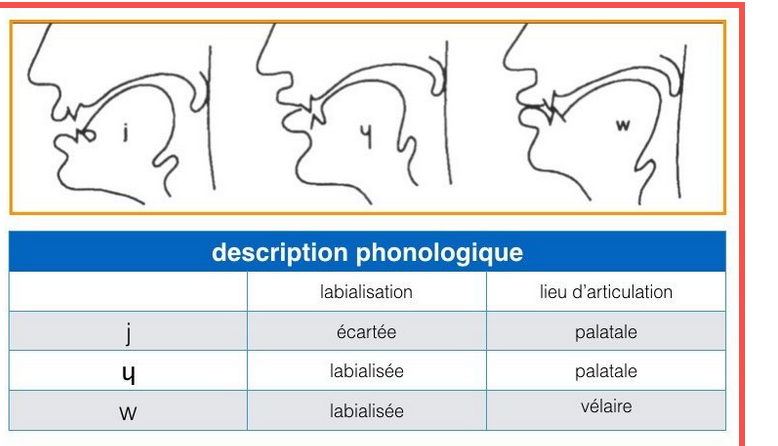 j ɥ w
description phonologique
labialisation lieu d'articulation
j écartée palatale
ɥ labialisée palatale
w labialisée vélaire